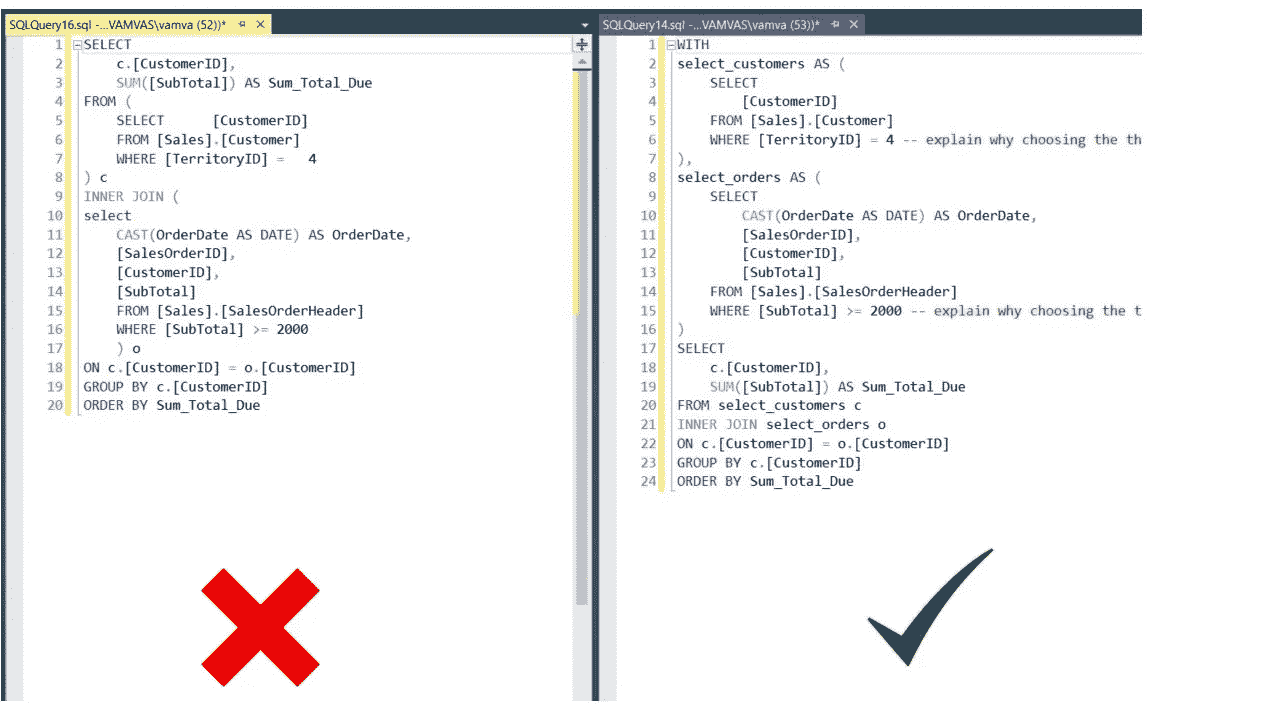 SQLQuery16.sql -...VAMVAS\vamva (52))*
1 SELECT
2 c.[CustomerID],
3 SUM([SubTotal]) AS Sum_Total_Due
4 FROM (
5 SELECT [CustomerID]
6 FROM [Sales].[Customer]
7 WHERE [TerritoryID] = 4
8 ) c
9 INNER JOIN (
10 select
11 CAST(OrderDate AS DATE) AS OrderDate,
12 [SalesOrderID],
13 [CustomerID],
14 [SubTotal]
15 FROM [Sales].[SalesOrderHeader]
16 WHERE [SubTotal] >= 2000
17 ) o
18 ON c.[CustomerID] = o.[CustomerID]
19 GROUP BY c.[CustomerID]
20 ORDER BY Sum_Total_Due
SQLQuery14.sql -...VAMVAS\vamva (53))*
1 WITH
2 select_customers AS (
3 SELECT
4 [CustomerID]
5 FROM [Sales].[Customer]
6 WHERE [TerritoryID] = 4 -- explain why choosing the th
7 ),
8 select_orders AS (
9 SELECT
10 CAST(OrderDate AS DATE) AS OrderDate,
11 [SalesOrderID],
12 [CustomerID],
13 [SubTotal]
14 FROM [Sales].[SalesOrderHeader]
15 WHERE [SubTotal] >= 2000 -- explain why choosing the t
16 )
17 SELECT
18 c.[CustomerID],
19 SUM([SubTotal]) AS Sum_Total_Due
20 FROM select_customers c
21 INNER JOIN select_orders o
22 ON c.[CustomerID] = o.[CustomerID]
23 GROUP BY c.[CustomerID]
24 ORDER BY Sum_Total_Due